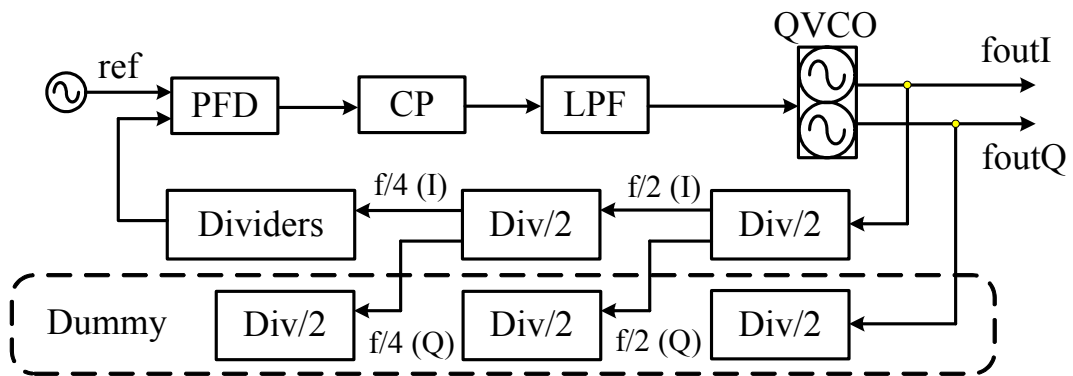 QVCO
foutI
ref
PFD
CP
LPF
foutQ
f/4 (I)
f/2 (I)
Dividers
Div/2
Div/2
Dummy
Div/2
Div/2
Div/2
f/4 (Q)
f/2 (Q)